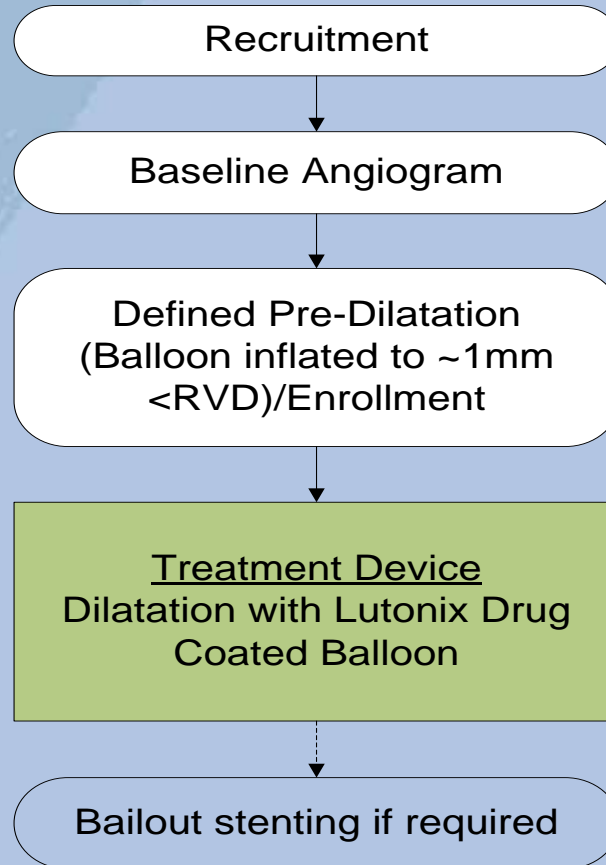 Recruitment
Baseline Angiogram
Defined Pre-Dilatation
(Balloon inflated to ~1mm
<RVD)/Enrollment
Treatment Device
Dilatation with Lutonix Drug
Coated Balloon
Bailout stenting if required